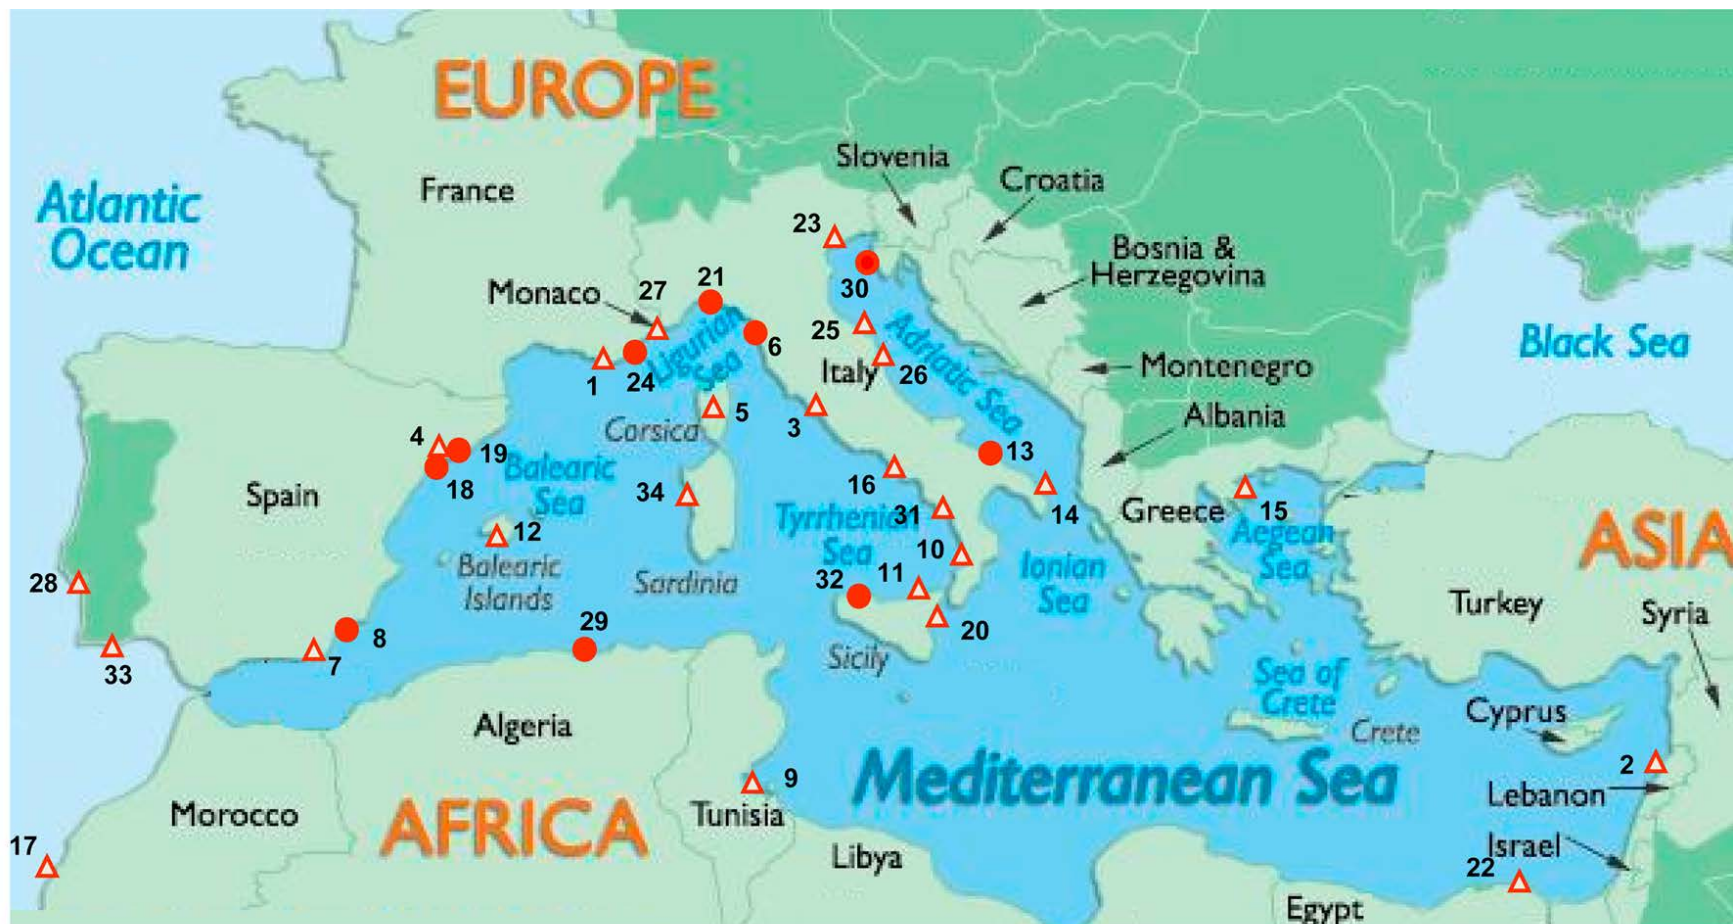 EUROPE
Slovenia
Croatia
Atlantic
Ocean
France
23
Bosnia &
Herzegovina
Monaco
27
21
30
25
Adriatic Sea
Black Sea
Ligurian
Sea
6
1
24
Italy
26
Montenegro
5
3
Albania
Corsica
4
19
13
18
Balearic
Sea
Spain
34
16
14
Greece
15
Tyrrhenian
Sea
31
Aegean
Sea
ASIA
12
10
Balearic
Islands
28
Sardinia
32
11
Ionian
Sea
Turkey
Syria
8
29
20
7
33
Sicily
Sea of
Crete
Crete
Cyprus
Algeria
Mediterranean Sea
2
9
Lebanon
Morocco
AFRICA
Tunisia
17
Libya
Israel
22
Egypt